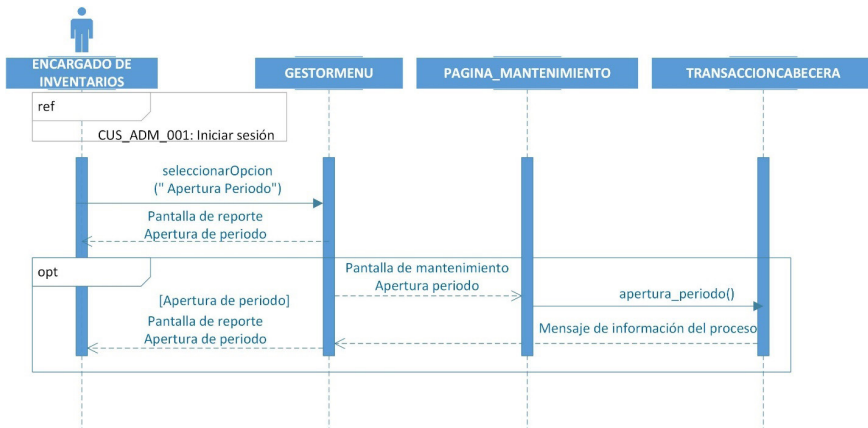 ENCARGADO DE
INVENTARIOS
GESTORMENU
PAGINA_MANTENIMIENTO
TRANSACCIONCABECERA
ref
CUS_ADM_001: Iniciar sesión
seleccionarOpcion
(" Apertura Periodo")
Pantalla de reporte
Apertura de periodo
opt
Pantalla de mantenimiento
Apertura periodo
[Apertura de periodo]
apertura_periodo()
Pantalla de reporte
Apertura de periodo
Mensaje de información del proceso